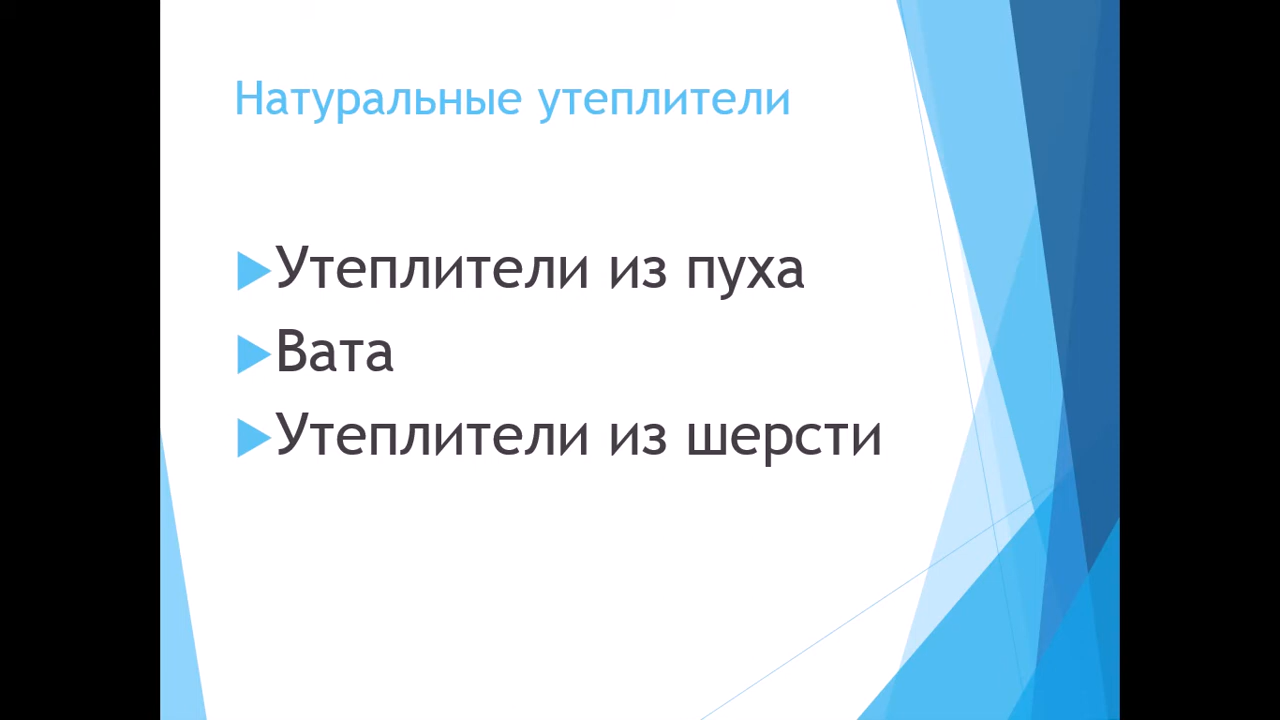 Натуральные утеплители
Утеплители из пуха
Вата
Утеплители из шерсти